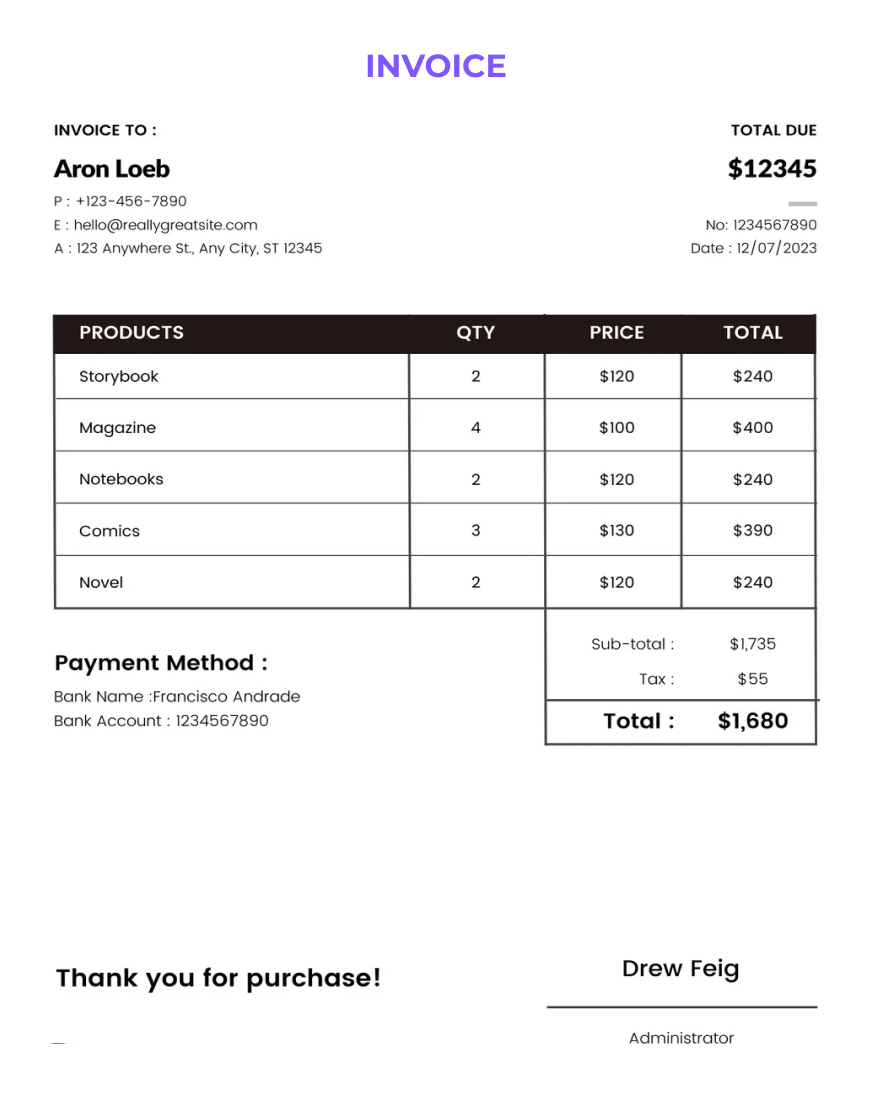 INVOICE
INVOICE TO :
TOTAL DUE
Aron Loeb
$12345
P : +123-456-7890
E : hello@reallygreatsite.com
No: 1234567890
A : 123 Anywhere St., Any City, ST 12345
Date : 12/07/2023
PRODUCTS QTY PRICE TOTAL
Storybook 2 $120 $240
Magazine 4 $100 $400
Notebooks 2 $120 $240
Comics 3 $130 $390
Novel 2 $120 $240
Sub-total : $1,735
Payment Method :
Tax : $55
Bank Name :Francisco Andrade
Bank Account : 1234567890
Total : $1,680
Drew Feig
Thank you for purchase!
Administrator